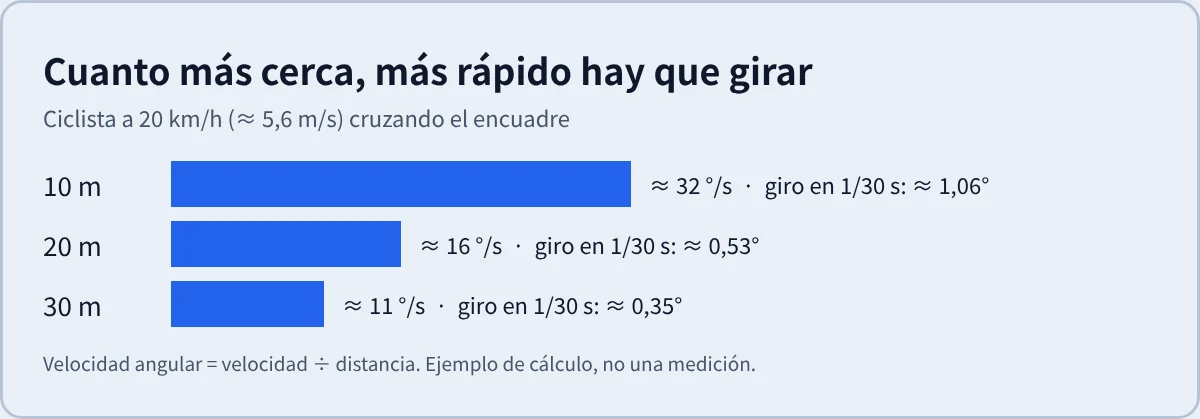 Cuanto más cerca, más rápido hay que girar
Ciclista a 20 km/h (≈ 5,6 m/s) cruzando el encuadre
10 m ≈ 32 °/s · giro en 1/30 s: ≈ 1,06°
20 m ≈ 16 °/s · giro en 1/30 s: ≈ 0,53°
30 m ≈ 11 °/s · giro en 1/30 s: ≈ 0,35°
Velocidad angular = velocidad ÷ distancia. Ejemplo de cálculo, no una medición.